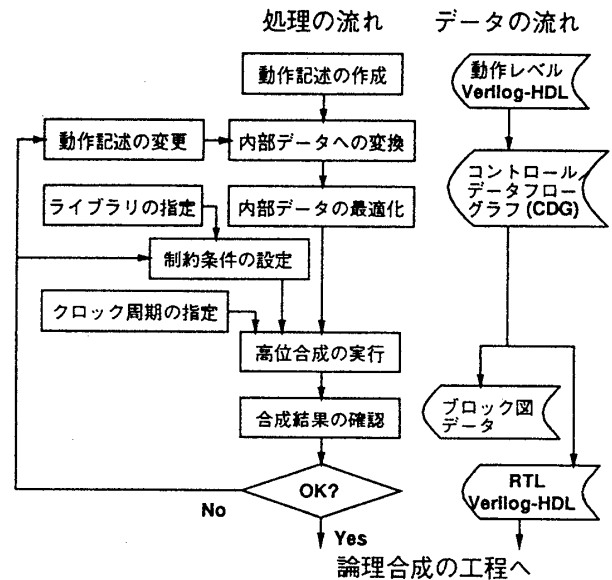 処理の流れ
データの流れ
動作記述の作成
動作レベル
Verilog-HDL
動作記述の変更
内部データへの変換
コントロール
データフロー
グラフ (CDG)
ライブラリの指定
内部データの最適化
制約条件の設定
クロック周期の指定
高位合成の実行
合成結果の確認
ブロック図
データ
OK?
No
Yes
RTL
Verilog-HDL
論理合成の工程へ